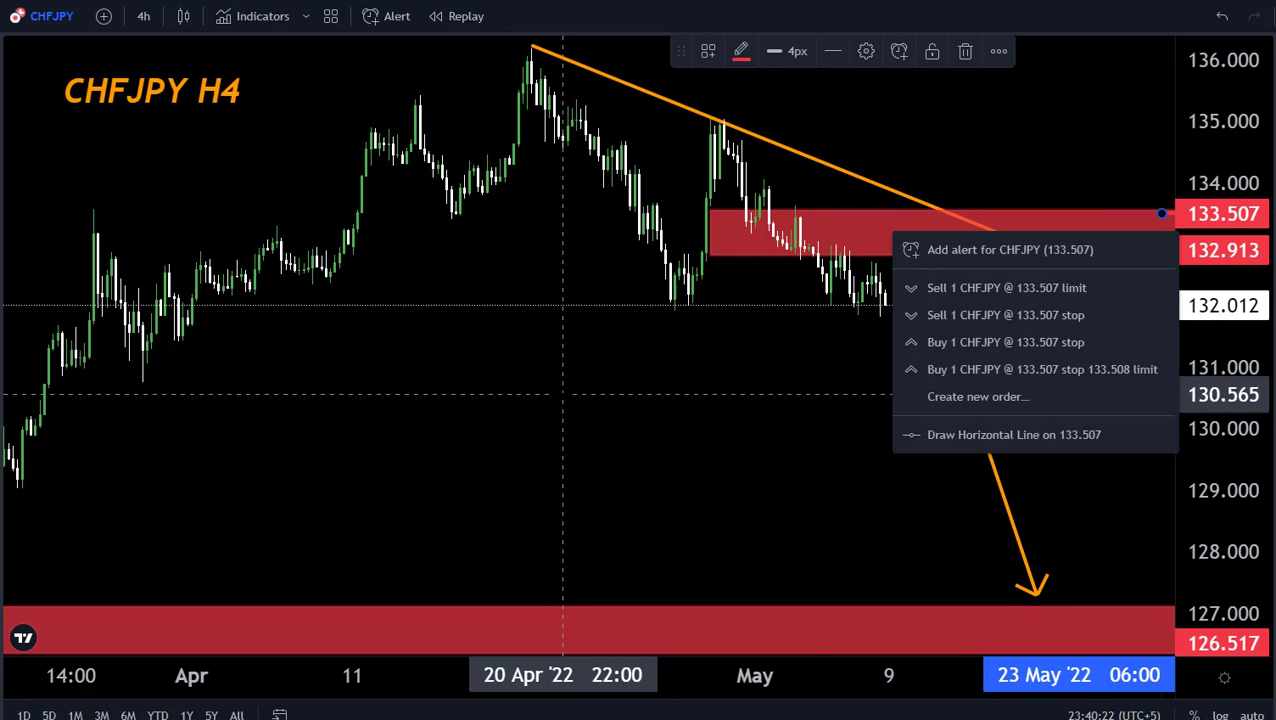 CHFJPY 4h Indicators Alert Replay
4px
CHFJPY H4
136.000
135.000
134.000
133.507
132.913
132.012
131.000
130.565
130.000
129.000
128.000
127.000
126.517
Add alert for CHFJPY (133.507)
Sell 1 CHFJPY @ 133.507 limit
Sell 1 CHFJPY @ 133.507 stop
Buy 1 CHFJPY @ 133.507 stop
Buy 1 CHFJPY @ 133.507 stop 133.508 limit
Create new order...
Draw Horizontal Line on 133.507
14:00 Apr 11 20 Apr '22 22:00 May 9 23 May '22 06:00
1D 5D 1M 3M 6M YTD 1Y 5Y All 23:40:22 (UTC+5) % log auto